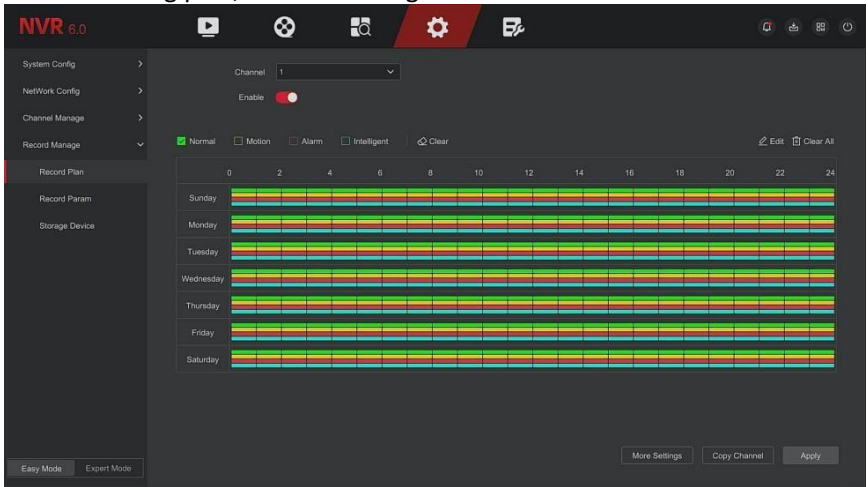 NVR 6.0
System Config
NetWork Config
Channel Manage
Record Manage
Record Plan
Record Param
Storage Device
Channel 1
Enable
Normal Motion Alarm Intelligent Clear Edit Clear All
0 2 4 6 8 10 12 14 16 18 20 22 24
Sunday
Monday
Tuesday
Wednesday
Thursday
Friday
Saturday
More Settings Copy Channel Apply
Easy Mode Expert Mode